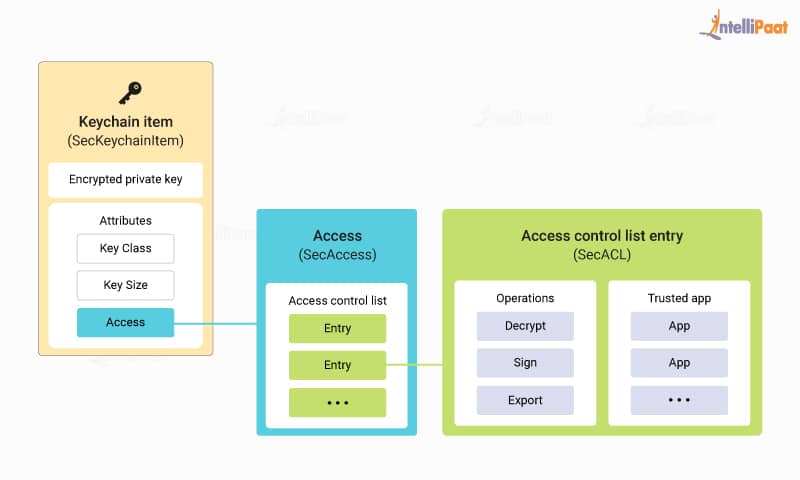 intelliPaat
Keychain item
(SecKeychainItem)
Encrypted private key
Attributes
Key Class
Key Size
Access
Access
(SecAccess)
Access control list
Entry
Entry
•••
Access control list entry
(SecACL)
Operations
Decrypt
Sign
Export
Trusted app
App
App
•••